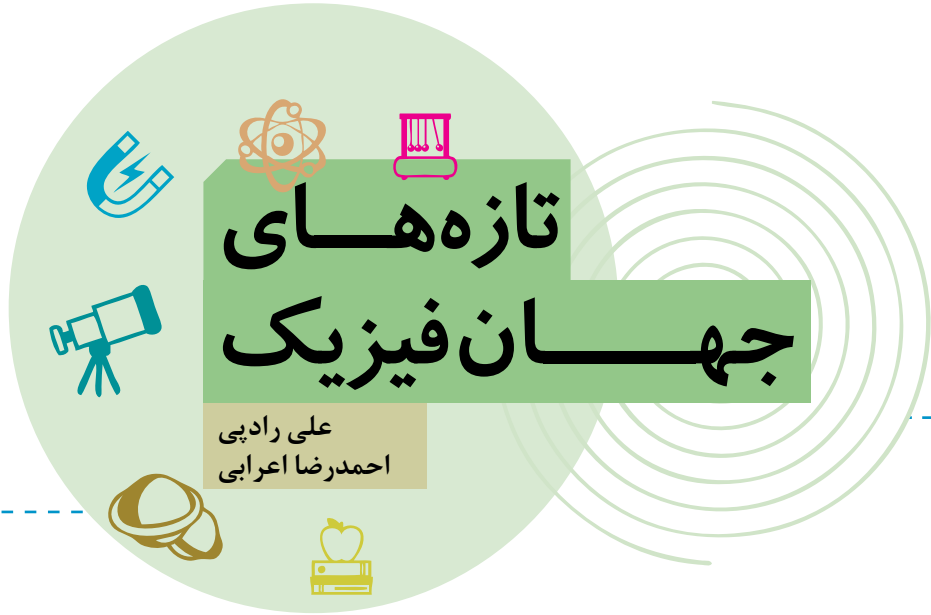 تازه‌های
جهان فیزیک
علی رادپی
احمدرضا اعرابی